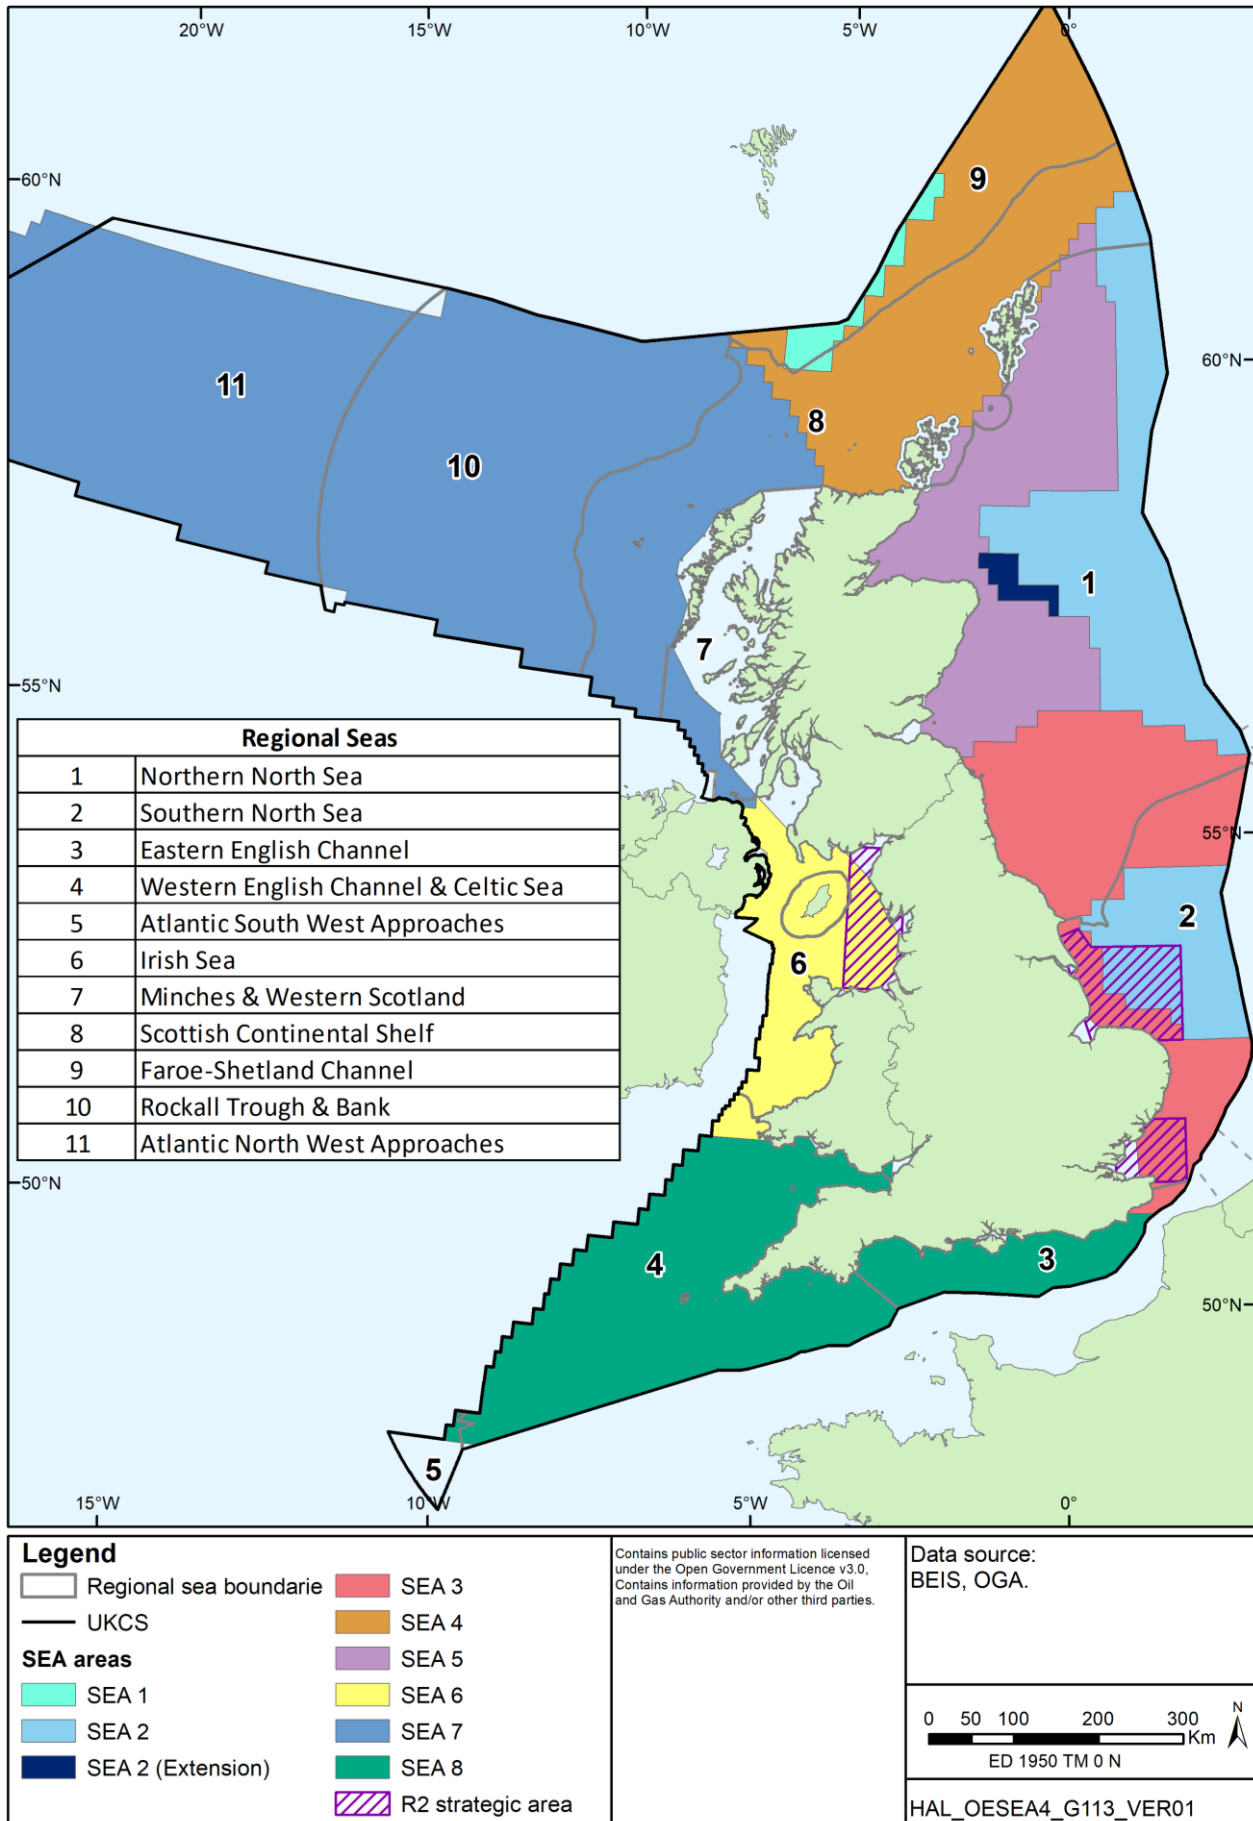 20°W 15°W 10°W 5°W 0°
9
60°N
60°N
11
8
10
1
7
55°N
Regional Seas
1 Northern North Sea
2 Southern North Sea
3 Eastern English Channel
4 Western English Channel & Celtic Sea
5 Atlantic South West Approaches
6 Irish Sea
7 Minches & Western Scotland
8 Scottish Continental Shelf
9 Faroe-Shetland Channel
10 Rockall Trough & Bank
11 Atlantic North West Approaches
55°N
2
6
50°N
4
3
50°N
5
15°W 10°W 5°W 0°
Legend
Regional sea boundarie
UKCS
SEA areas
SEA 1
SEA 2
SEA 2 (Extension)
SEA 3
SEA 4
SEA 5
SEA 6
SEA 7
SEA 8
R2 strategic area
Contains public sector information licensed
under the Open Government Licence v3.0,
Contains information provided by the Oil
and Gas Authority and/or other third parties.
Data source:
BEIS, OGA.
0 50 100 200 300
Km
N
ED 1950 TM 0 N
HAL_OESEA4_G113_VER01